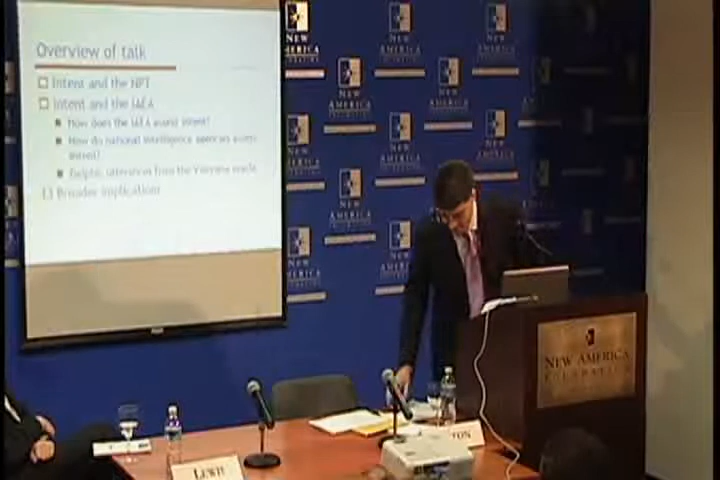 Overview of talk
Intent and the NPT
Intent and the IAEA
How does the IAEA assess intent?
How do national intelligence agencies assess
intent?
Delphic utterances from the Viennese oracle
Broader implications
NEW
AMERICA
FOUNDATION
NEW AMERICA
FOUNDATION
LEWIS
TON